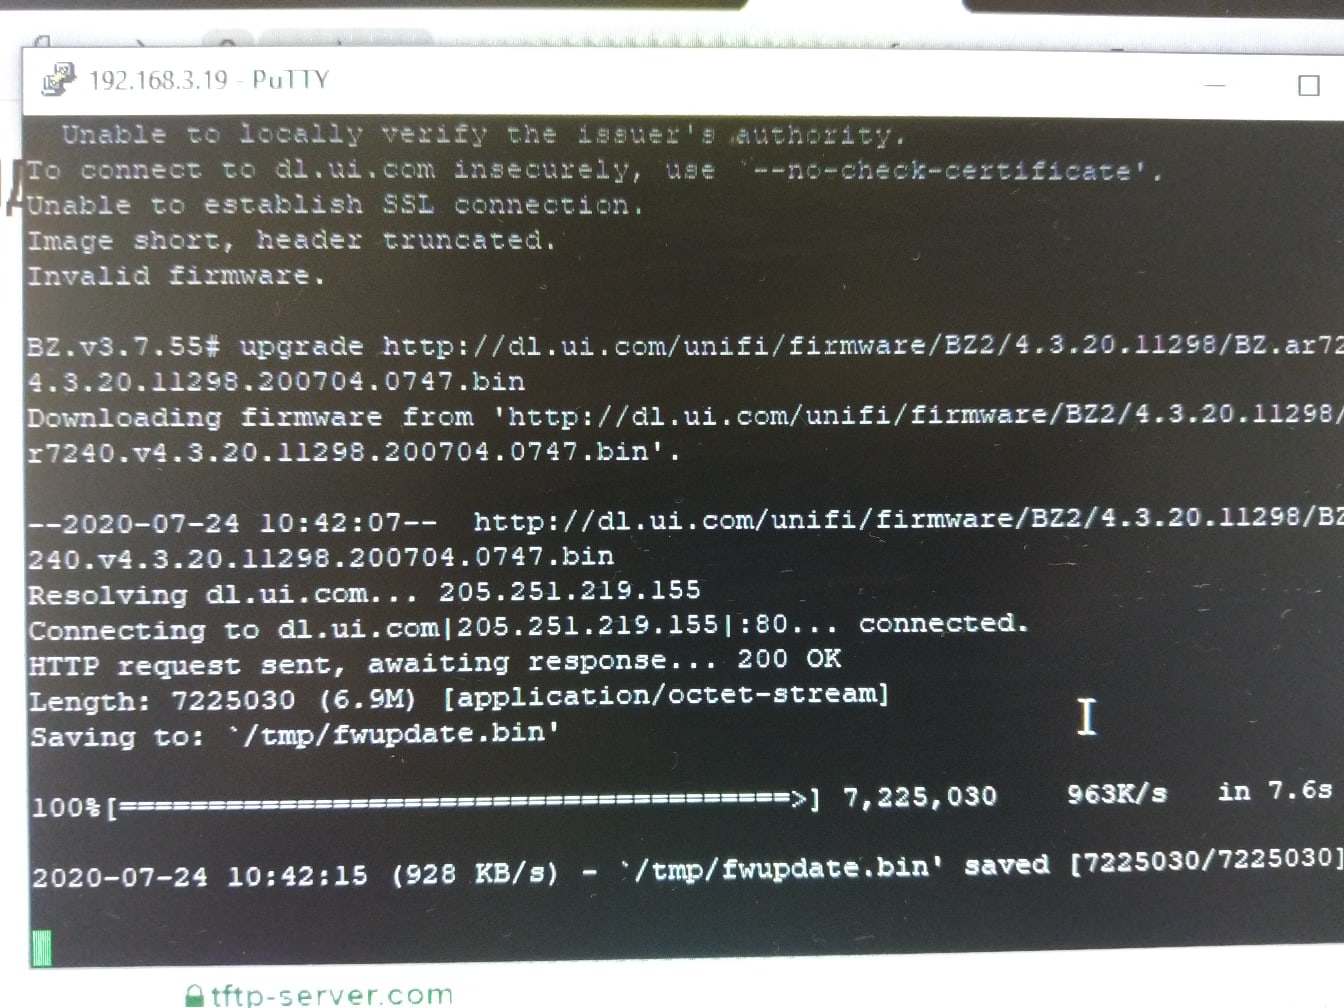 192.168.3.19 - PuTTY
Unable to locally verify the issuer's authority.
To connect to dl.ui.com insecurely, use `--no-check-certificate'.
Unable to establish SSL connection.
Image short, header truncated.
Invalid firmware.
BZ.v3.7.55# upgrade http://dl.ui.com/unifi/firmware/BZ2/4.3.20.11298/BZ.ar72
4.3.20.11298.200704.0747.bin
Downloading firmware from 'http://dl.ui.com/unifi/firmware/BZ2/4.3.20.11298/
r7240.v4.3.20.11298.200704.0747.bin'.
--2020-07-24 10:42:07--  http://dl.ui.com/unifi/firmware/BZ2/4.3.20.11298/BZ
240.v4.3.20.11298.200704.0747.bin
Resolving dl.ui.com... 205.251.219.155
Connecting to dl.ui.com|205.251.219.155|:80... connected.
HTTP request sent, awaiting response... 200 OK
Length: 7225030 (6.9M) [application/octet-stream]
Saving to: `/tmp/fwupdate.bin'
100%[======================================>] 7,225,030    963K/s   in 7.6s
2020-07-24 10:42:15 (928 KB/s) - `/tmp/fwupdate.bin' saved [7225030/7225030]
tftp-server.com